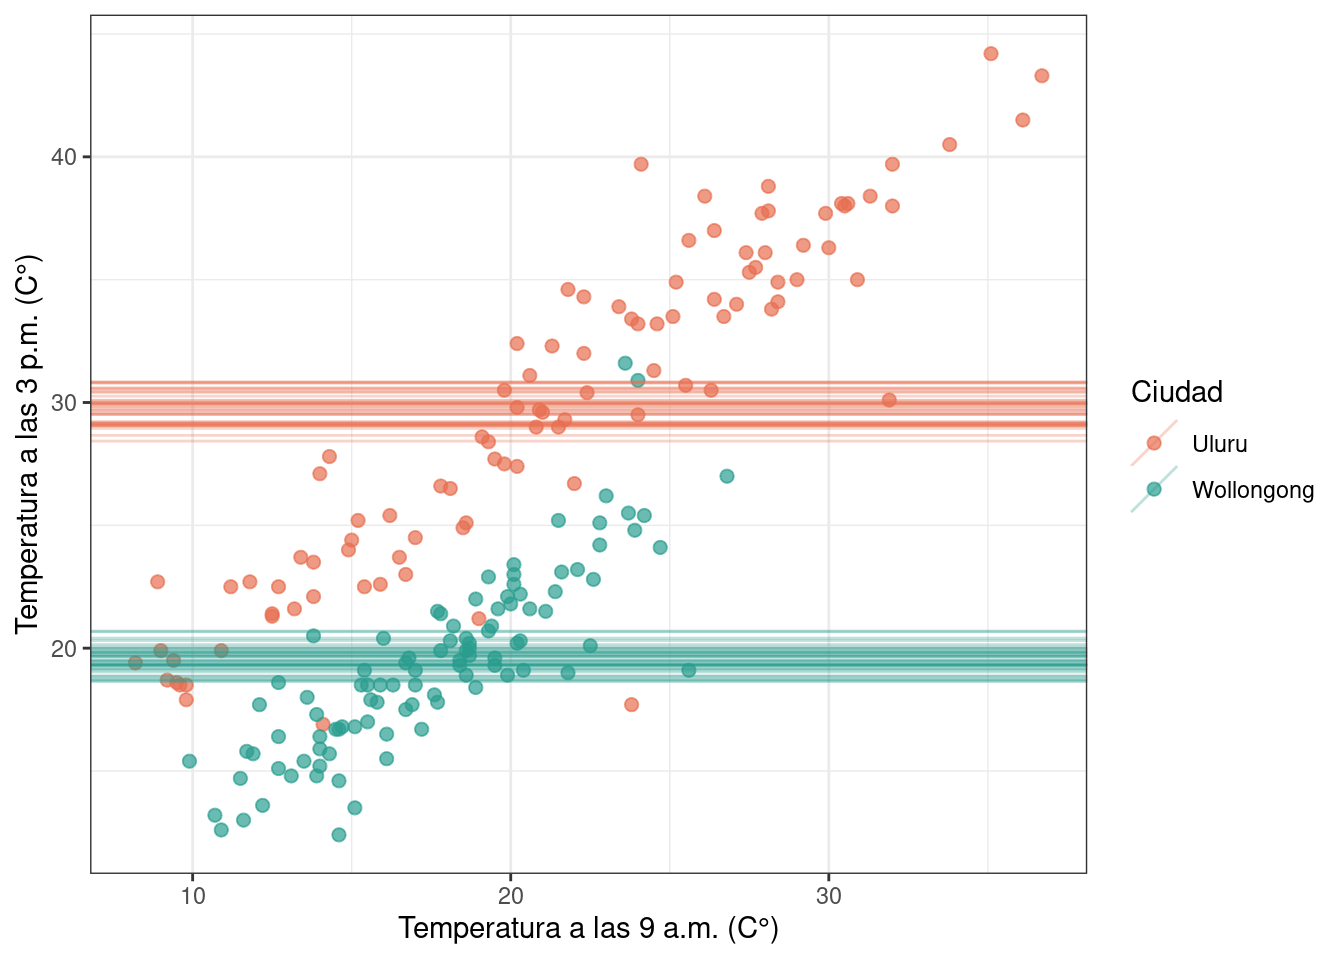 Temperatura a las 3 p.m. (C°)
40
30
20
10
20
30
Temperatura a las 9 a.m. (C°)
Ciudad
Uluru
Wollongong